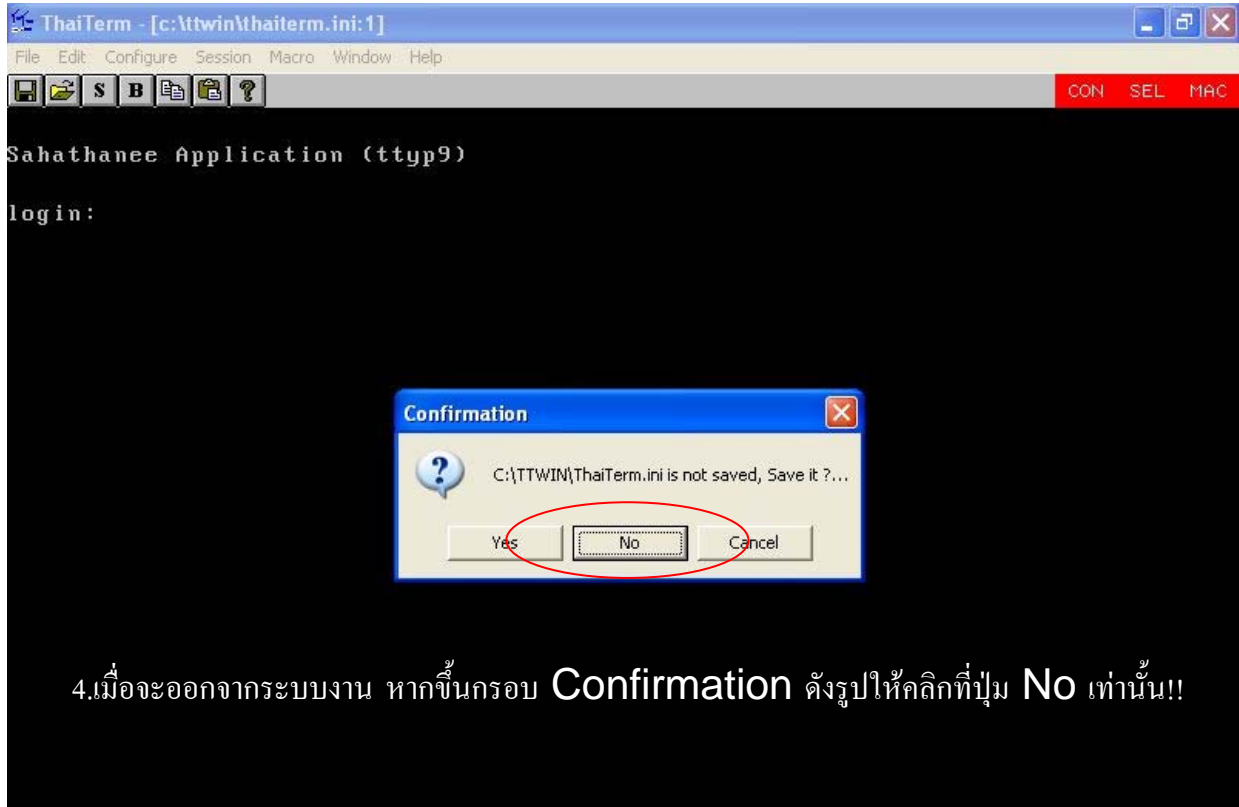 ThaiTerm - [c:\ttwin\thaiterm.ini:1]
File Edit Configure Session Macro Window Help
S B ? CON SEL MAC
Sahathanee Application (ttyp9)
login:
Confirmation
? C:\TTWIN\ThaiTerm.ini is not saved, Save it ?...
Yes No Cancel
4.เมื่อจะออกจากระบบงาน หากขึ้นกรอบ Confirmation ดังรูปให้คลิกที่ปุ่ม No เท่านั้น!!